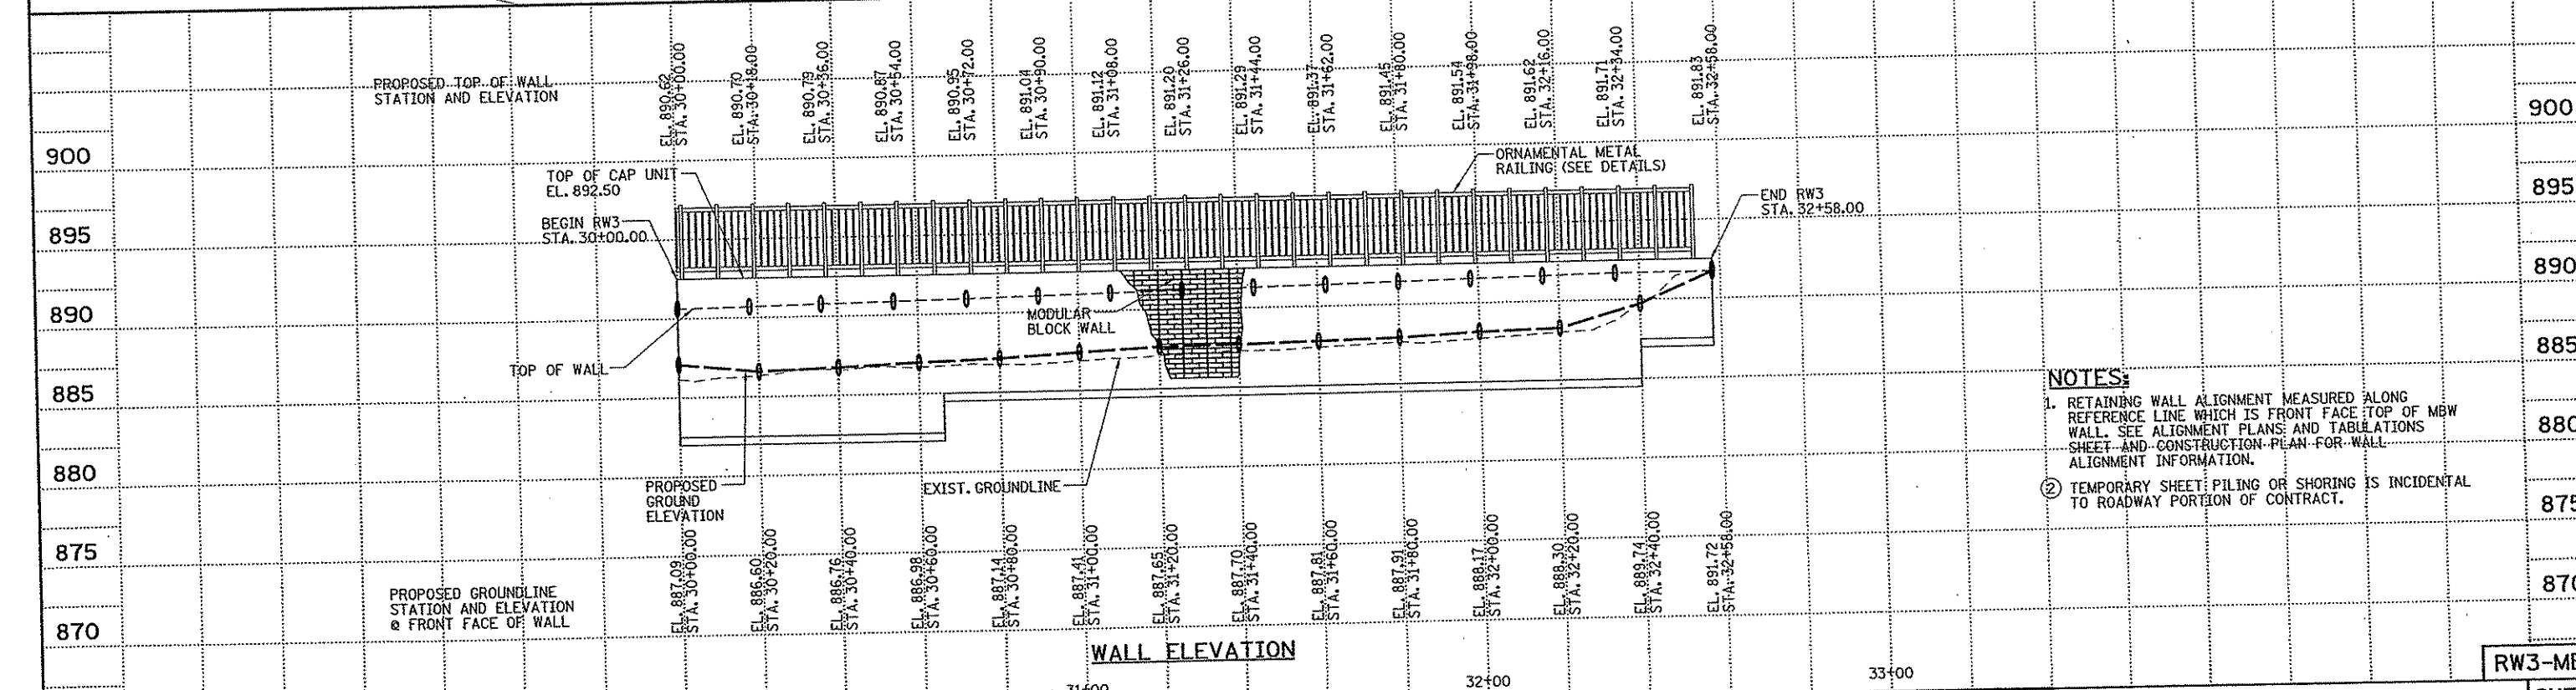 EL. 890.62
STA. 30+00.00
EL. 890.70
STA. 30+18.00
EL. 890.79
STA. 30+36.00
EL. 890.87
STA. 30+54.00
EL. 890.95
STA. 30+72.00
EL. 891.04
STA. 30+90.00
EL. 891.12
STA. 31+08.00
EL. 891.20
STA. 31+26.00
EL. 891.29
STA. 31+44.00
EL. 891.37
STA. 31+62.00
EL. 891.45
STA. 31+80.00
EL. 891.54
STA. 31+98.00
EL. 891.62
STA. 32+16.00
EL. 891.71
STA. 32+34.00
EL. 891.83
STA. 32+58.00
PROPOSED TOP OF WALL
STATION AND ELEVATION
900
895
890
885
880
875
870
900
895
890
885
880
875
870
TOP OF CAP UNIT
EL. 892.50
BEGIN RW3
STA. 30+00.00
ORNAMENTAL METAL
RAILING (SEE DETAILS)
END RW3
STA. 32+58.00
MODULAR
BLOCK WALL
TOP OF WALL
PROPOSED
GROUND
ELEVATION
EXIST. GROUNDLINE
NOTES:
1. RETAINING WALL ALIGNMENT MEASURED ALONG
REFERENCE LINE WHICH IS FRONT FACE TOP OF MBW
WALL. SEE ALIGNMENT PLANS AND TABULATIONS
SHEET AND CONSTRUCTION PLAN FOR WALL
ALIGNMENT INFORMATION.
2 TEMPORARY SHEET PILING OR SHORING IS INCIDENTAL
TO ROADWAY PORTION OF CONTRACT.
PROPOSED GROUNDLINE
STATION AND ELEVATION
@ FRONT FACE OF WALL
EL. 887.09
STA. 30+00.00
EL. 886.60
STA. 30+20.00
EL. 886.76
STA. 30+40.00
EL. 886.98
STA. 30+60.00
EL. 887.14
STA. 30+80.00
EL. 887.41
STA. 31+00.00
EL. 887.65
STA. 31+20.00
EL. 887.70
STA. 31+40.00
EL. 887.81
STA. 31+60.00
EL. 887.91
STA. 31+80.00
EL. 888.17
STA. 32+00.00
EL. 888.30
STA. 32+20.00
EL. 889.74
STA. 32+40.00
EL. 891.72
STA. 32+58.00
WALL ELEVATION
31+00
32+00
33+00